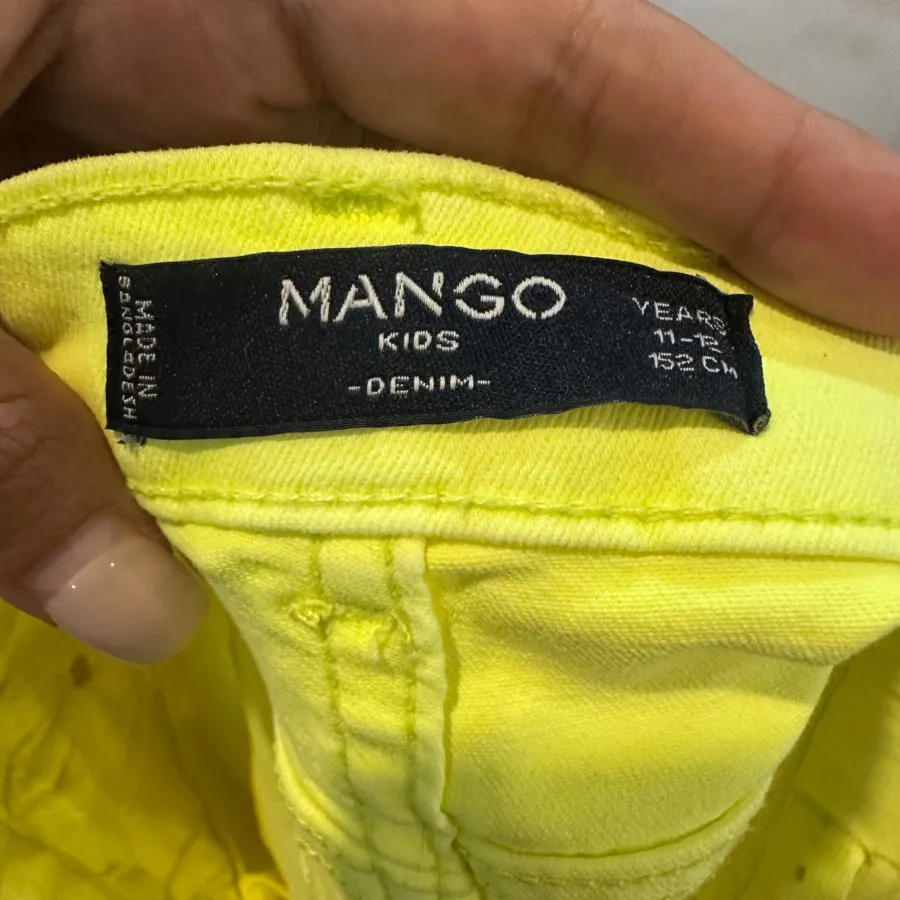 MANGO
KIDS
-DENIM-
YEARS
11-12
152 CM
MADE IN
BANGLADESH